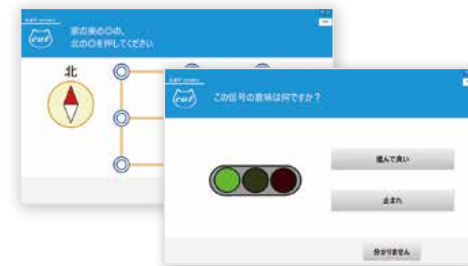 家の東の◎の、
北の◎を押してください
北
cat
この信号の意味は何ですか？
進んで良い
止まれ
分かりません